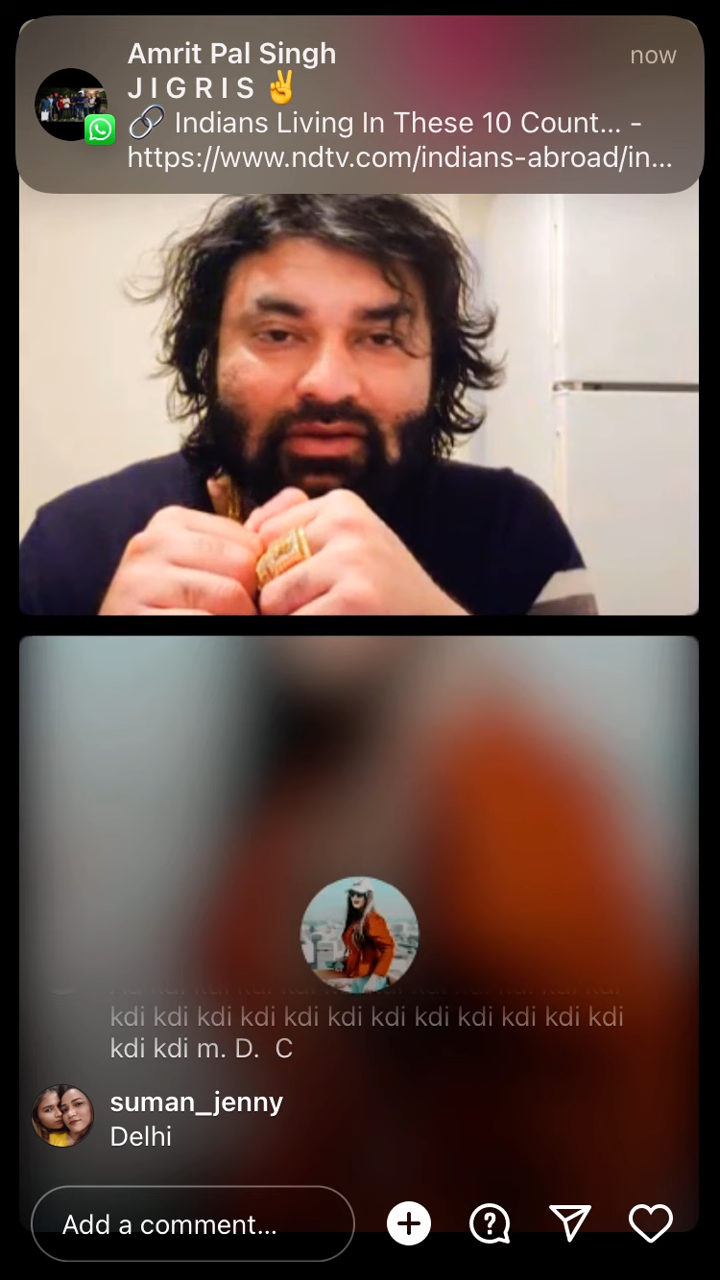 Amrit Pal Singh
now
J I G R I S ✌️
🔗 Indians Living In These 10 Count... -
https://www.ndtv.com/indians-abroad/in...
kdi kdi kdi kdi kdi kdi kdi kdi kdi kdi kdi kdi
kdi kdi m. D.  C
suman_jenny
Delhi
Add a comment...